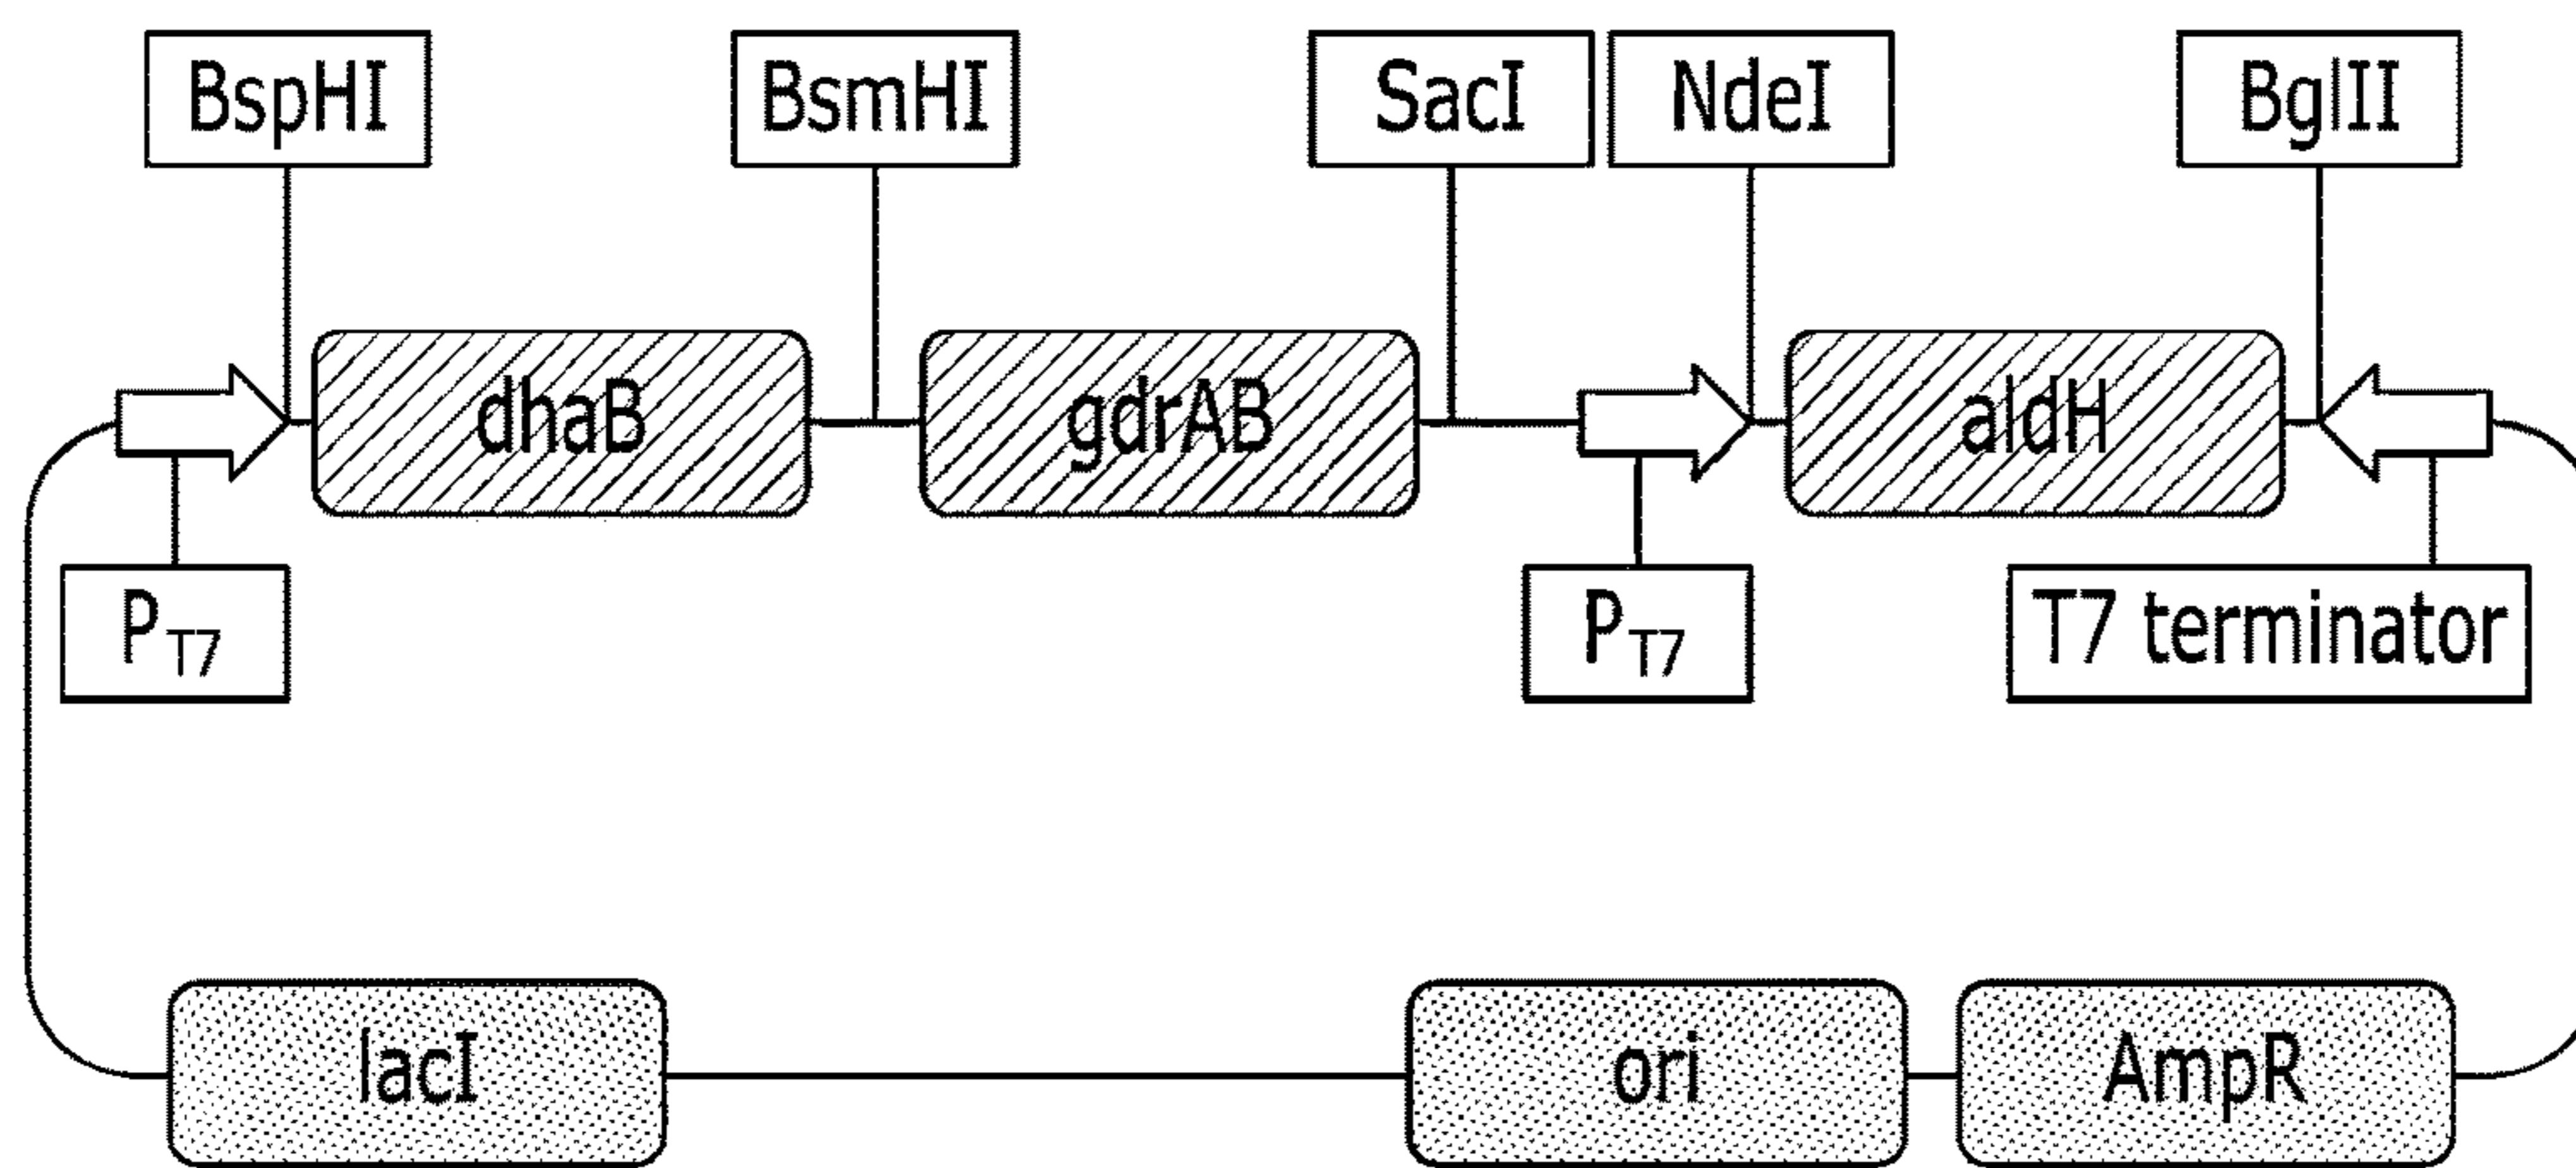 BspHI
BsmHI
SacI
NdeI
BglII
dhaB
gdrAB
aldH
PT7
PT7
T7 terminator
lacI
ori
AmpR